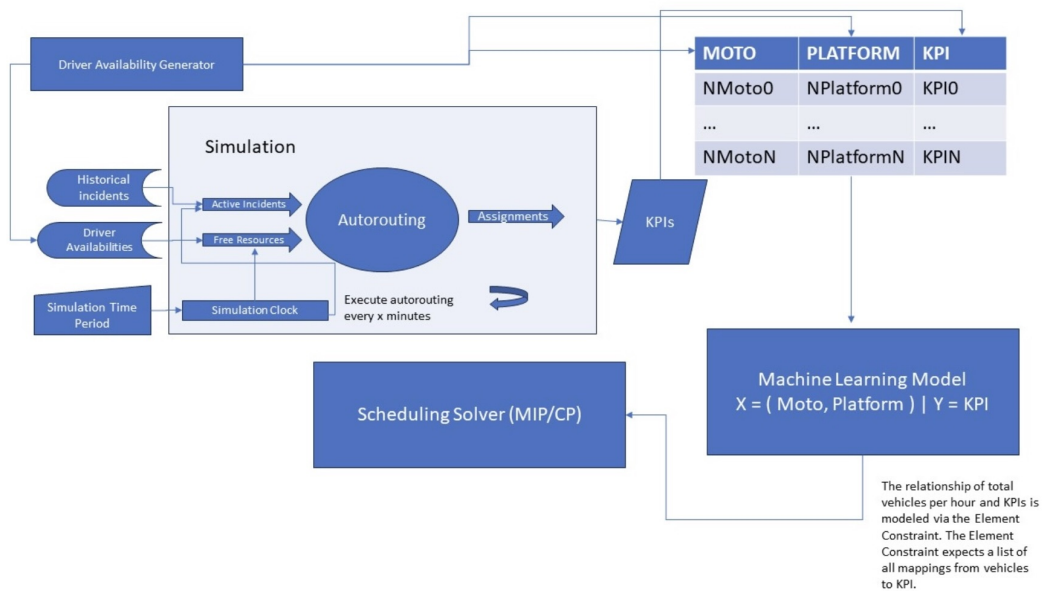 Driver Availability Generator
MOTO PLATFORM KPI
NMoto0 NPlatform0 KPI0
... ... ...
NMotoN NPlatformN KPIN
Simulation
Historical
incidents
Active Incidents
Autorouting
Assignments
KPIs
Driver
Availabilities
Free Resources
Simulation Time
Period
Simulation Clock
Execute autorouting
every x minutes
Machine Learning Model
X = ( Moto, Platform ) | Y = KPI
Scheduling Solver (MIP/CP)
The relationship of total
vehicles per hour and KPIs is
modeled via the Element
Constraint. The Element
Constraint expects a list of
all mappings from vehicles
to KPI.